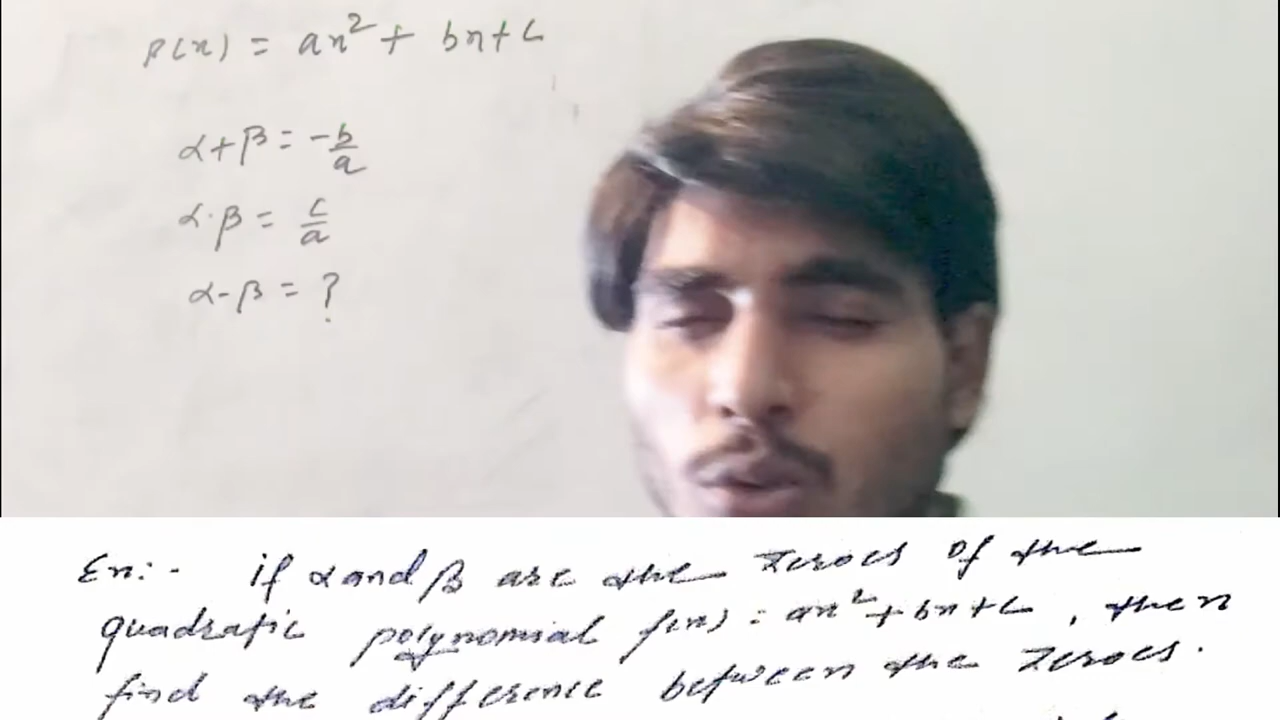 p(x) = ax² + bx + c
α + β = -b/a
α · β = c/a
α - β = ?
Ex:- if α and β are the zeroes of the
quadratic polynomial f(x) = ax² + bx + c , then
find the difference between the zeroes.